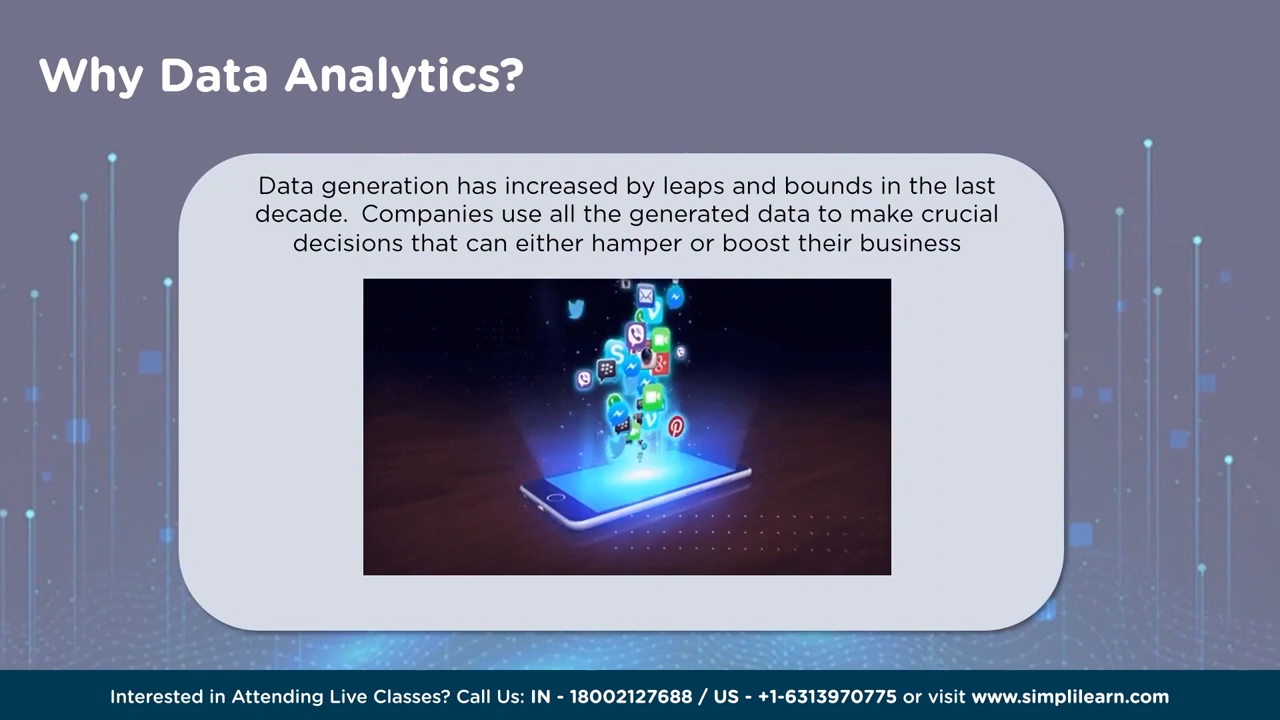 Why Data Analytics?
Data generation has increased by leaps and bounds in the last
decade.  Companies use all the generated data to make crucial
decisions that can either hamper or boost their business
Interested in Attending Live Classes? Call Us: IN - 18002127688 / US - +1-6313970775 or visit www.simplilearn.com